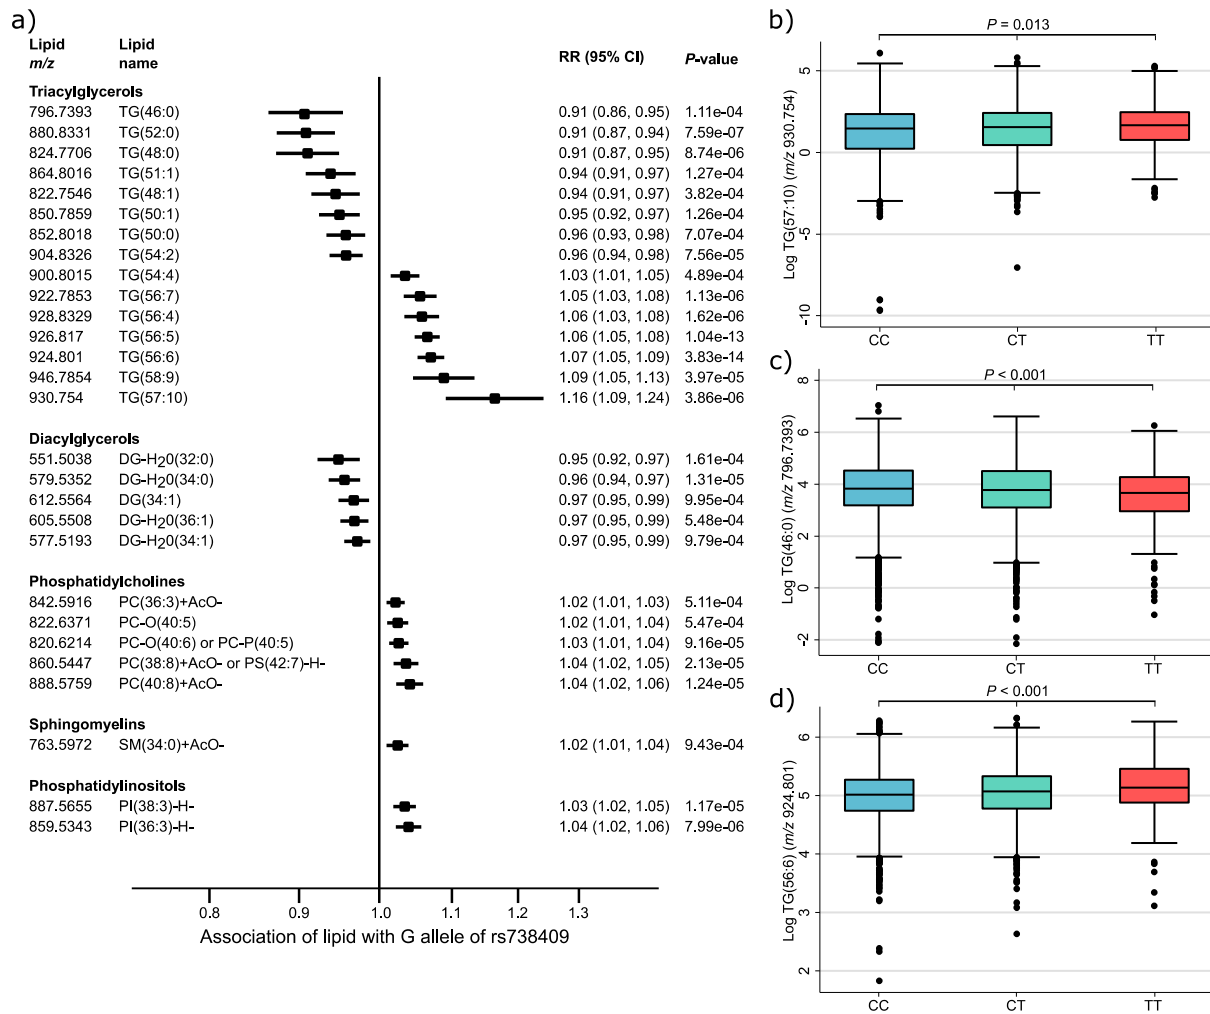 a)
Lipid Lipid
m/z name RR (95% CI) P-value
Triacylglycerols
796.7393 TG(46:0) 0.91 (0.86, 0.95) 1.11e-04
880.8331 TG(52:0) 0.91 (0.87, 0.94) 7.59e-07
824.7706 TG(48:0) 0.91 (0.87, 0.95) 8.74e-06
864.8016 TG(51:1) 0.94 (0.91, 0.97) 1.27e-04
822.7546 TG(48:1) 0.94 (0.91, 0.97) 3.82e-04
850.7859 TG(50:1) 0.95 (0.92, 0.97) 1.26e-04
852.8018 TG(50:0) 0.96 (0.93, 0.98) 7.07e-04
904.8326 TG(54:2) 0.96 (0.94, 0.98) 7.56e-05
900.8015 TG(54:4) 1.03 (1.01, 1.05) 4.89e-04
922.7853 TG(56:7) 1.05 (1.03, 1.08) 1.13e-06
928.8329 TG(56:4) 1.06 (1.03, 1.08) 1.62e-06
926.817 TG(56:5) 1.06 (1.05, 1.08) 1.04e-13
924.801 TG(56:6) 1.07 (1.05, 1.09) 3.83e-14
946.7854 TG(58:9) 1.09 (1.05, 1.13) 3.97e-05
930.754 TG(57:10) 1.16 (1.09, 1.24) 3.86e-06
Diacylglycerols
551.5038 DG-H20(32:0) 0.95 (0.92, 0.97) 1.61e-04
579.5352 DG-H20(34:0) 0.96 (0.94, 0.97) 1.31e-05
612.5564 DG(34:1) 0.97 (0.95, 0.99) 9.95e-04
605.5508 DG-H20(36:1) 0.97 (0.95, 0.99) 5.48e-04
577.5193 DG-H20(34:1) 0.97 (0.95, 0.99) 9.79e-04
Phosphatidylcholines
842.5916 PC(36:3)+AcO- 1.02 (1.01, 1.03) 5.11e-04
822.6371 PC-O(40:5) 1.02 (1.01, 1.04) 5.47e-04
820.6214 PC-O(40:6) or PC-P(40:5) 1.03 (1.01, 1.04) 9.16e-05
860.5447 PC(38:8)+AcO- or PS(42:7)-H- 1.04 (1.02, 1.05) 2.13e-05
888.5759 PC(40:8)+AcO- 1.04 (1.02, 1.06) 1.24e-05
Sphingomyelins
763.5972 SM(34:0)+AcO- 1.02 (1.01, 1.04) 9.43e-04
Phosphatidylinositols
887.5655 PI(38:3)-H- 1.03 (1.02, 1.05) 1.17e-05
859.5343 PI(36:3)-H- 1.04 (1.02, 1.06) 7.99e-06
0.8 0.9 1.0 1.1 1.2 1.3
Association of lipid with G allele of rs738409
b)
P = 0.013
Log TG(57:10) (m/z 930.754)
5
0
-5
-10
CC CT TT
c)
P < 0.001
Log TG(46:0) (m/z 796.7393)
8
6
4
2
0
-2
CC CT TT
d)
P < 0.001
Log TG(56:6) (m/z 924.801)
6
5
4
3
2
CC CT TT